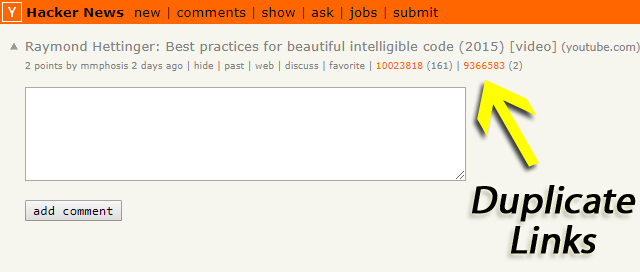 Y Hacker News new | comments | show | ask | jobs | submit
Raymond Hettinger: Best practices for beautiful intelligible code (2015) [video] (youtube.com)
2 points by mmphosis 2 days ago | hide | past | web | discuss | favorite | 10023818 (161) | 9366583 (2)
add comment
Duplicate
Links